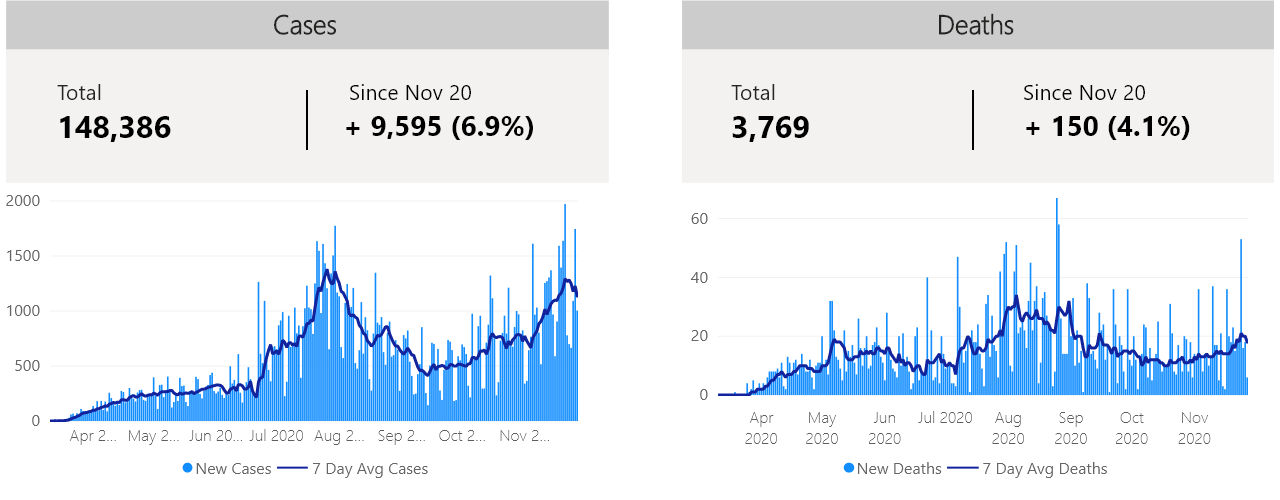 Cases
Total
Since Nov 20
148,386
+ 9,595 (6.9%)
2000
1500
1000
500
0
Apr 2... May 2... Jun 20... Jul 2020 Aug 2... Sep 2... Oct 2... Nov 2...
New Cases 7 Day Avg Cases
Deaths
Total
Since Nov 20
3,769
+ 150 (4.1%)
60
40
20
0
Apr 2020 May 2020 Jun 2020 Jul 2020 Aug 2020 Sep 2020 Oct 2020 Nov 2020
New Deaths 7 Day Avg Deaths